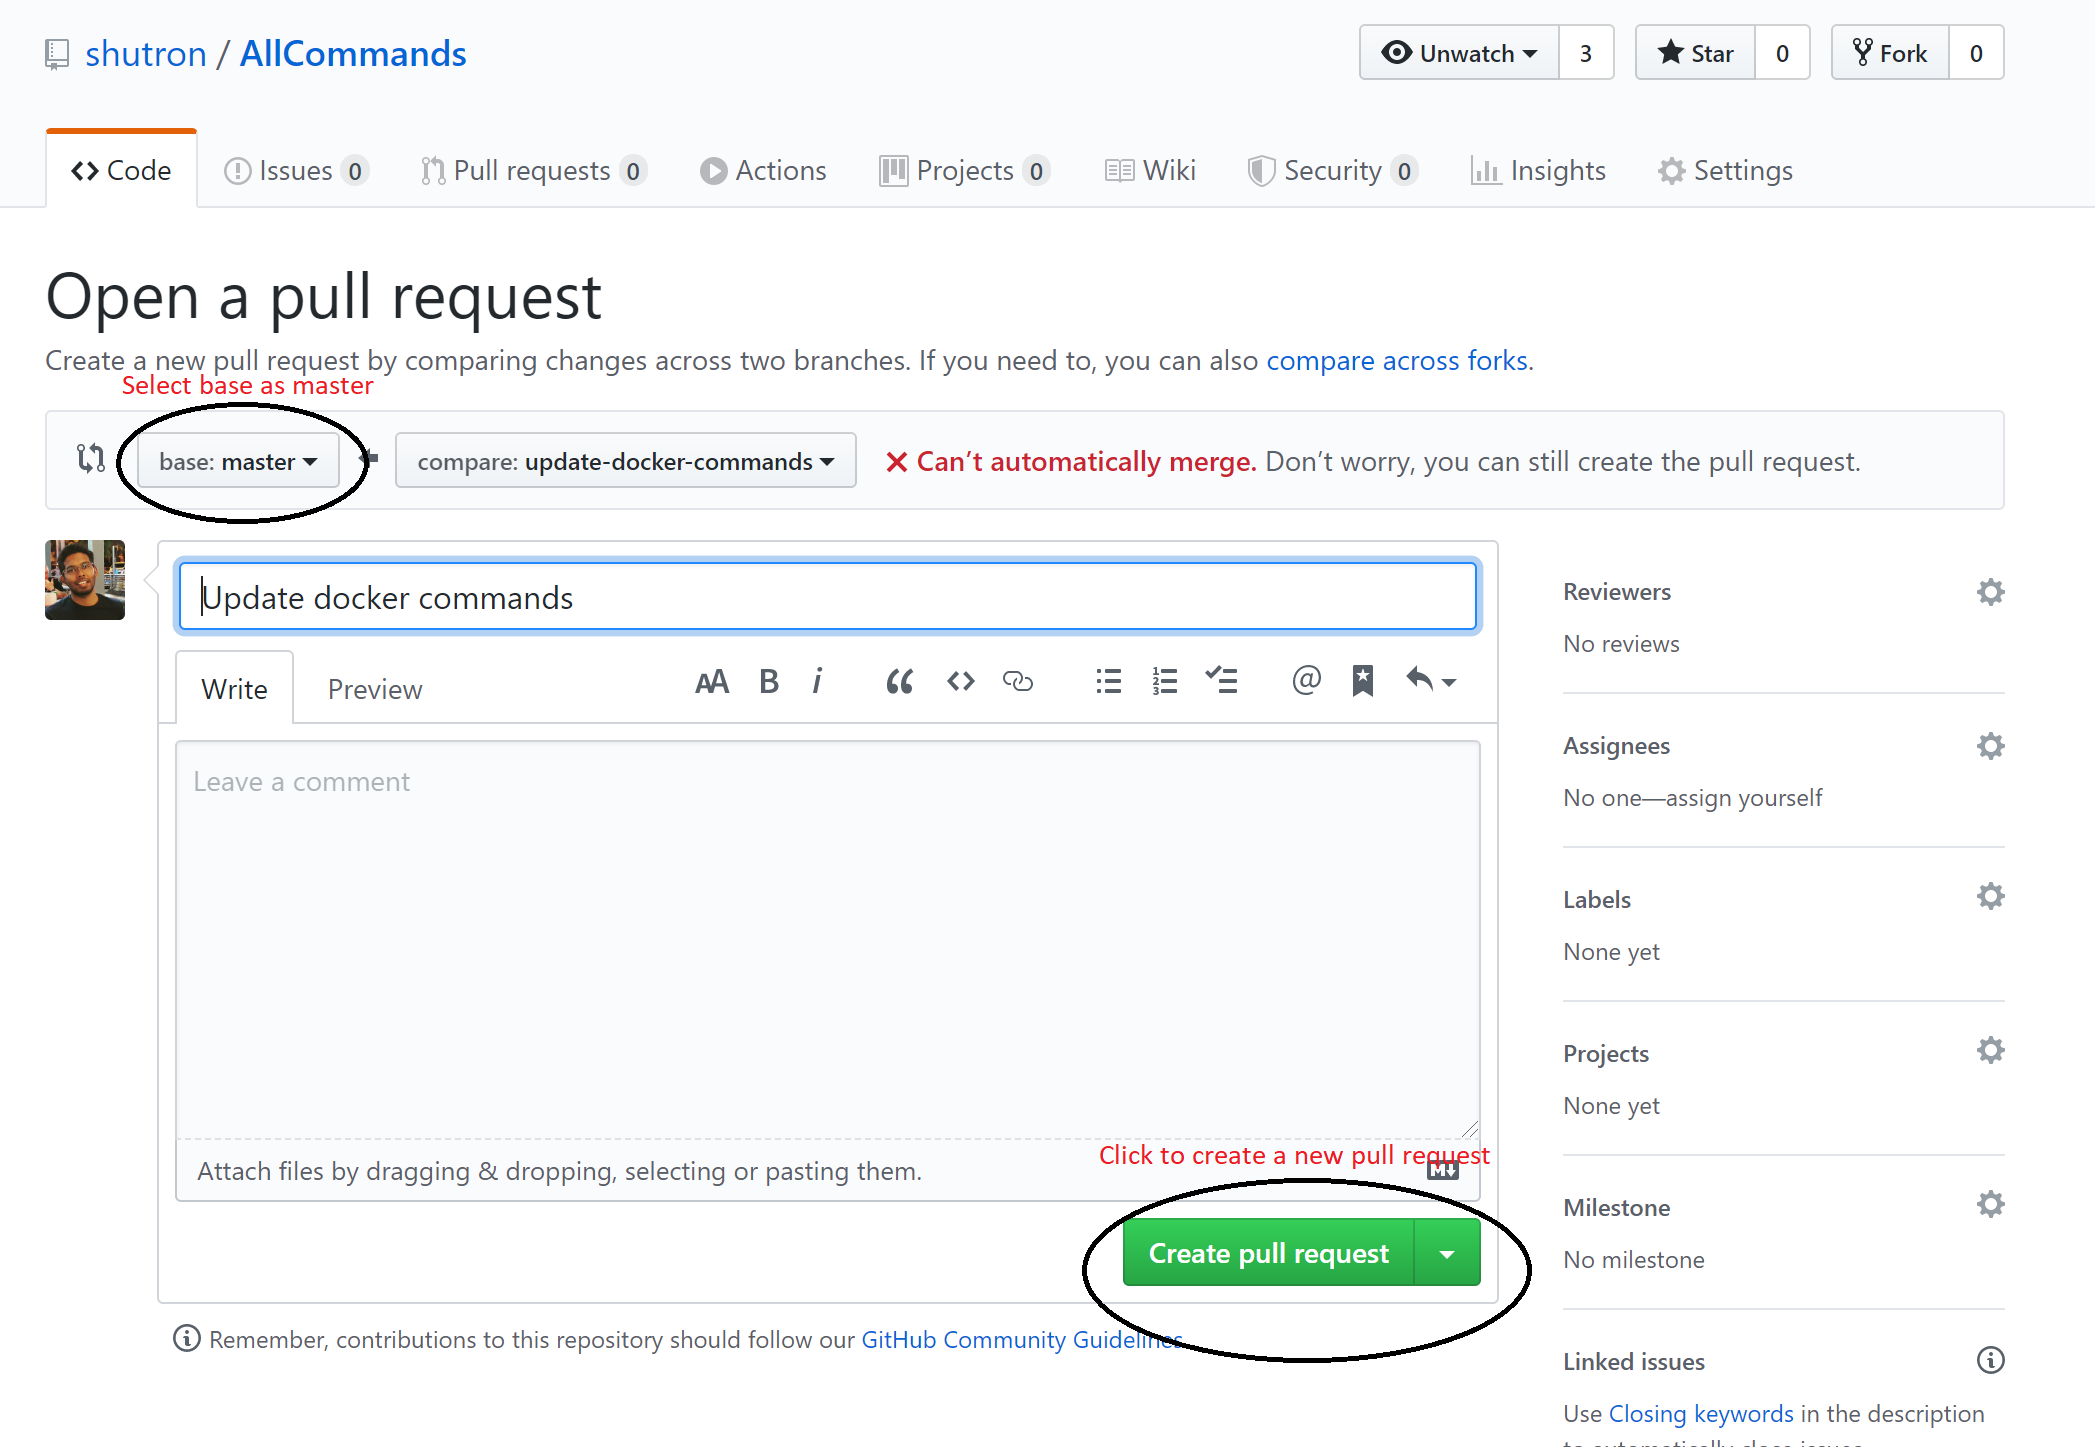 shutron / AllCommands
Unwatch 3 Star 0 Fork 0
Code Issues 0 Pull requests 0 Actions Projects 0 Wiki Security 0 Insights Settings
Open a pull request
Create a new pull request by comparing changes across two branches. If you need to, you can also compare across forks.
Select base as master
base: master compare: update-docker-commands Can’t automatically merge. Don’t worry, you can still create the pull request.
Update docker commands
Write Preview
Leave a comment
Attach files by dragging & dropping, selecting or pasting them.
Click to create a new pull request
Create pull request
Remember, contributions to this repository should follow our GitHub Community Guidelines
Reviewers
No reviews
Assignees
No one—assign yourself
Labels
None yet
Projects
None yet
Milestone
No milestone
Linked issues
Use Closing keywords in the description
to automatically close issues